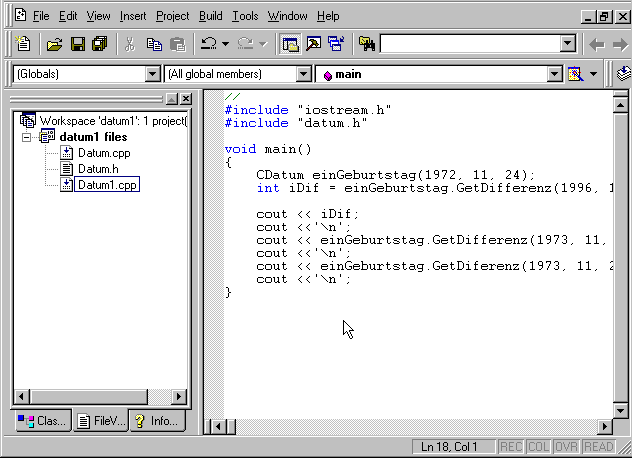 File Edit View Insert Project Build Tools Window Help
(Globals) (All global members) main
Workspace 'datum1': 1 project(
datum1 files
Datum.cpp
Datum.h
Datum1.cpp
Clas... FileV... Info...
//
#include "iostream.h"
#include "datum.h"
void main()
{
CDatum einGeburtstag(1972, 11, 24);
int iDif = einGeburtstag.GetDifferenz(1996, 1
cout << iDif;
cout <<'\n';
cout << einGeburtstag.GetDifferenz(1973, 11,
cout <<'\n';
cout << einGeburtstag.GetDiferenz(1973, 11, 2
cout <<'\n';
}
Ln 18, Col 1 REC COL OVR READ